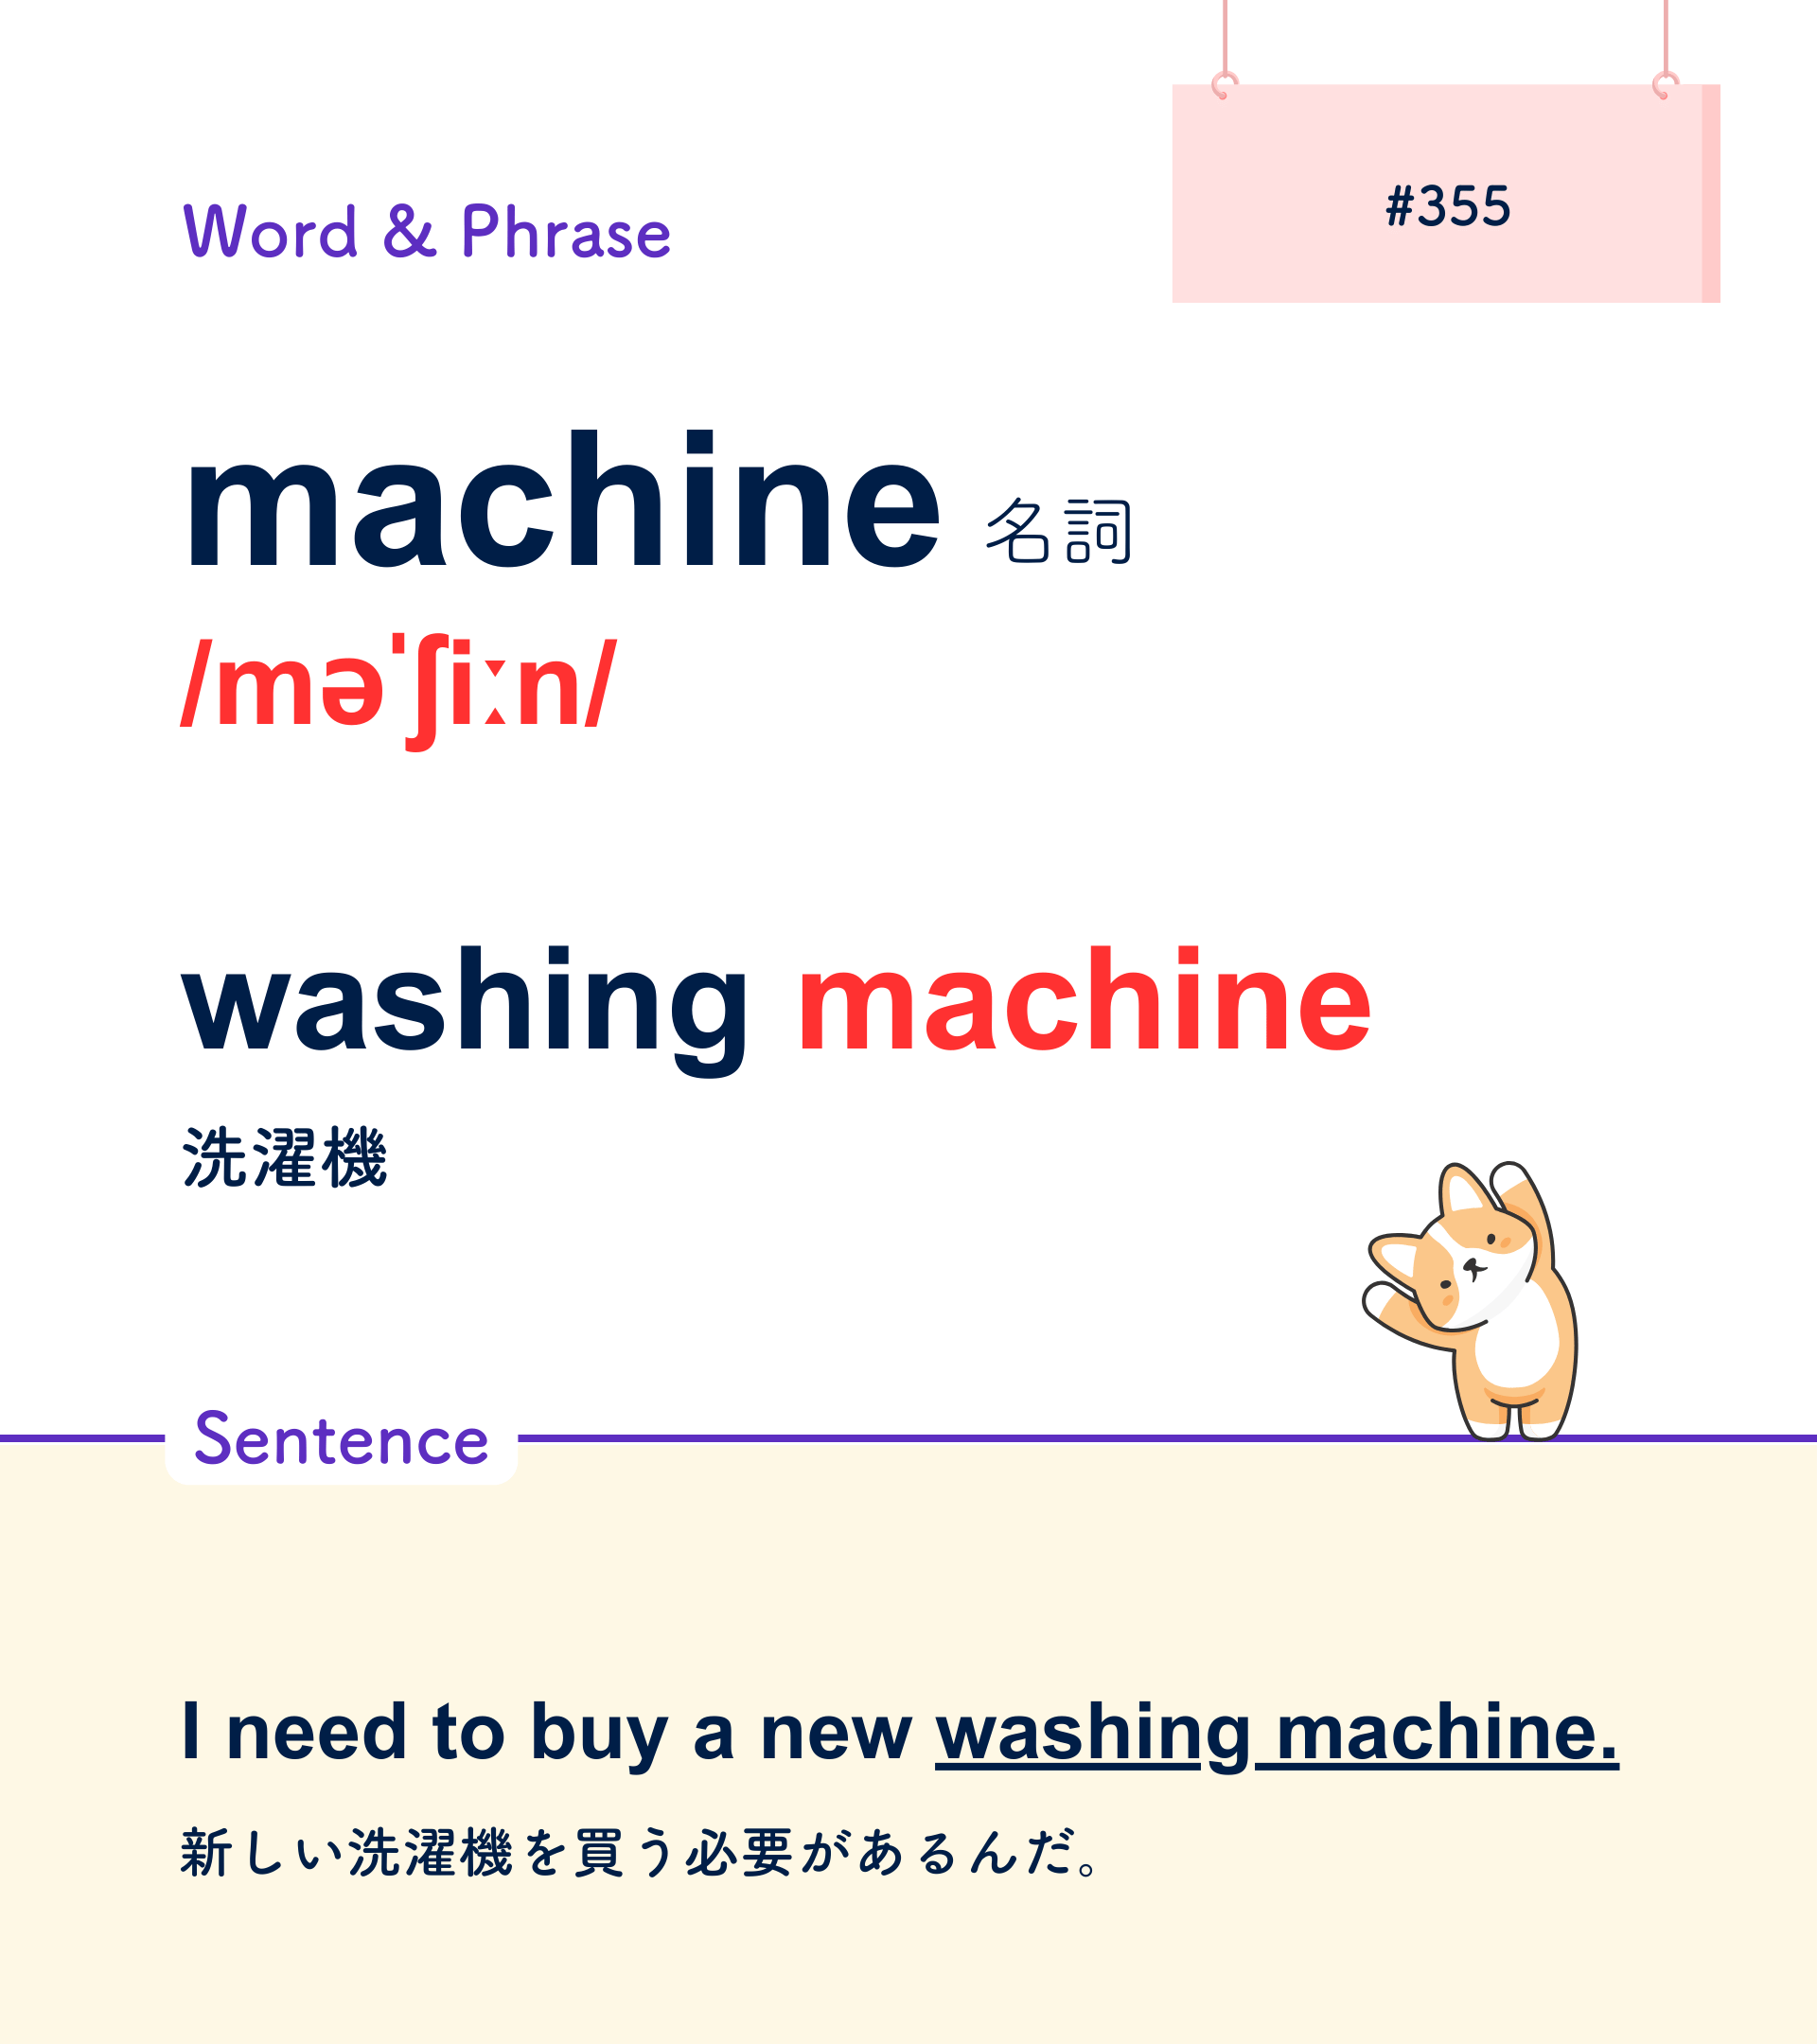 #355
Word & Phrase
machine 名詞
/məˈʃiːn/
washing machine
洗濯機
Sentence
I need to buy a new washing machine.
新しい洗濯機を買う必要があるんだ。